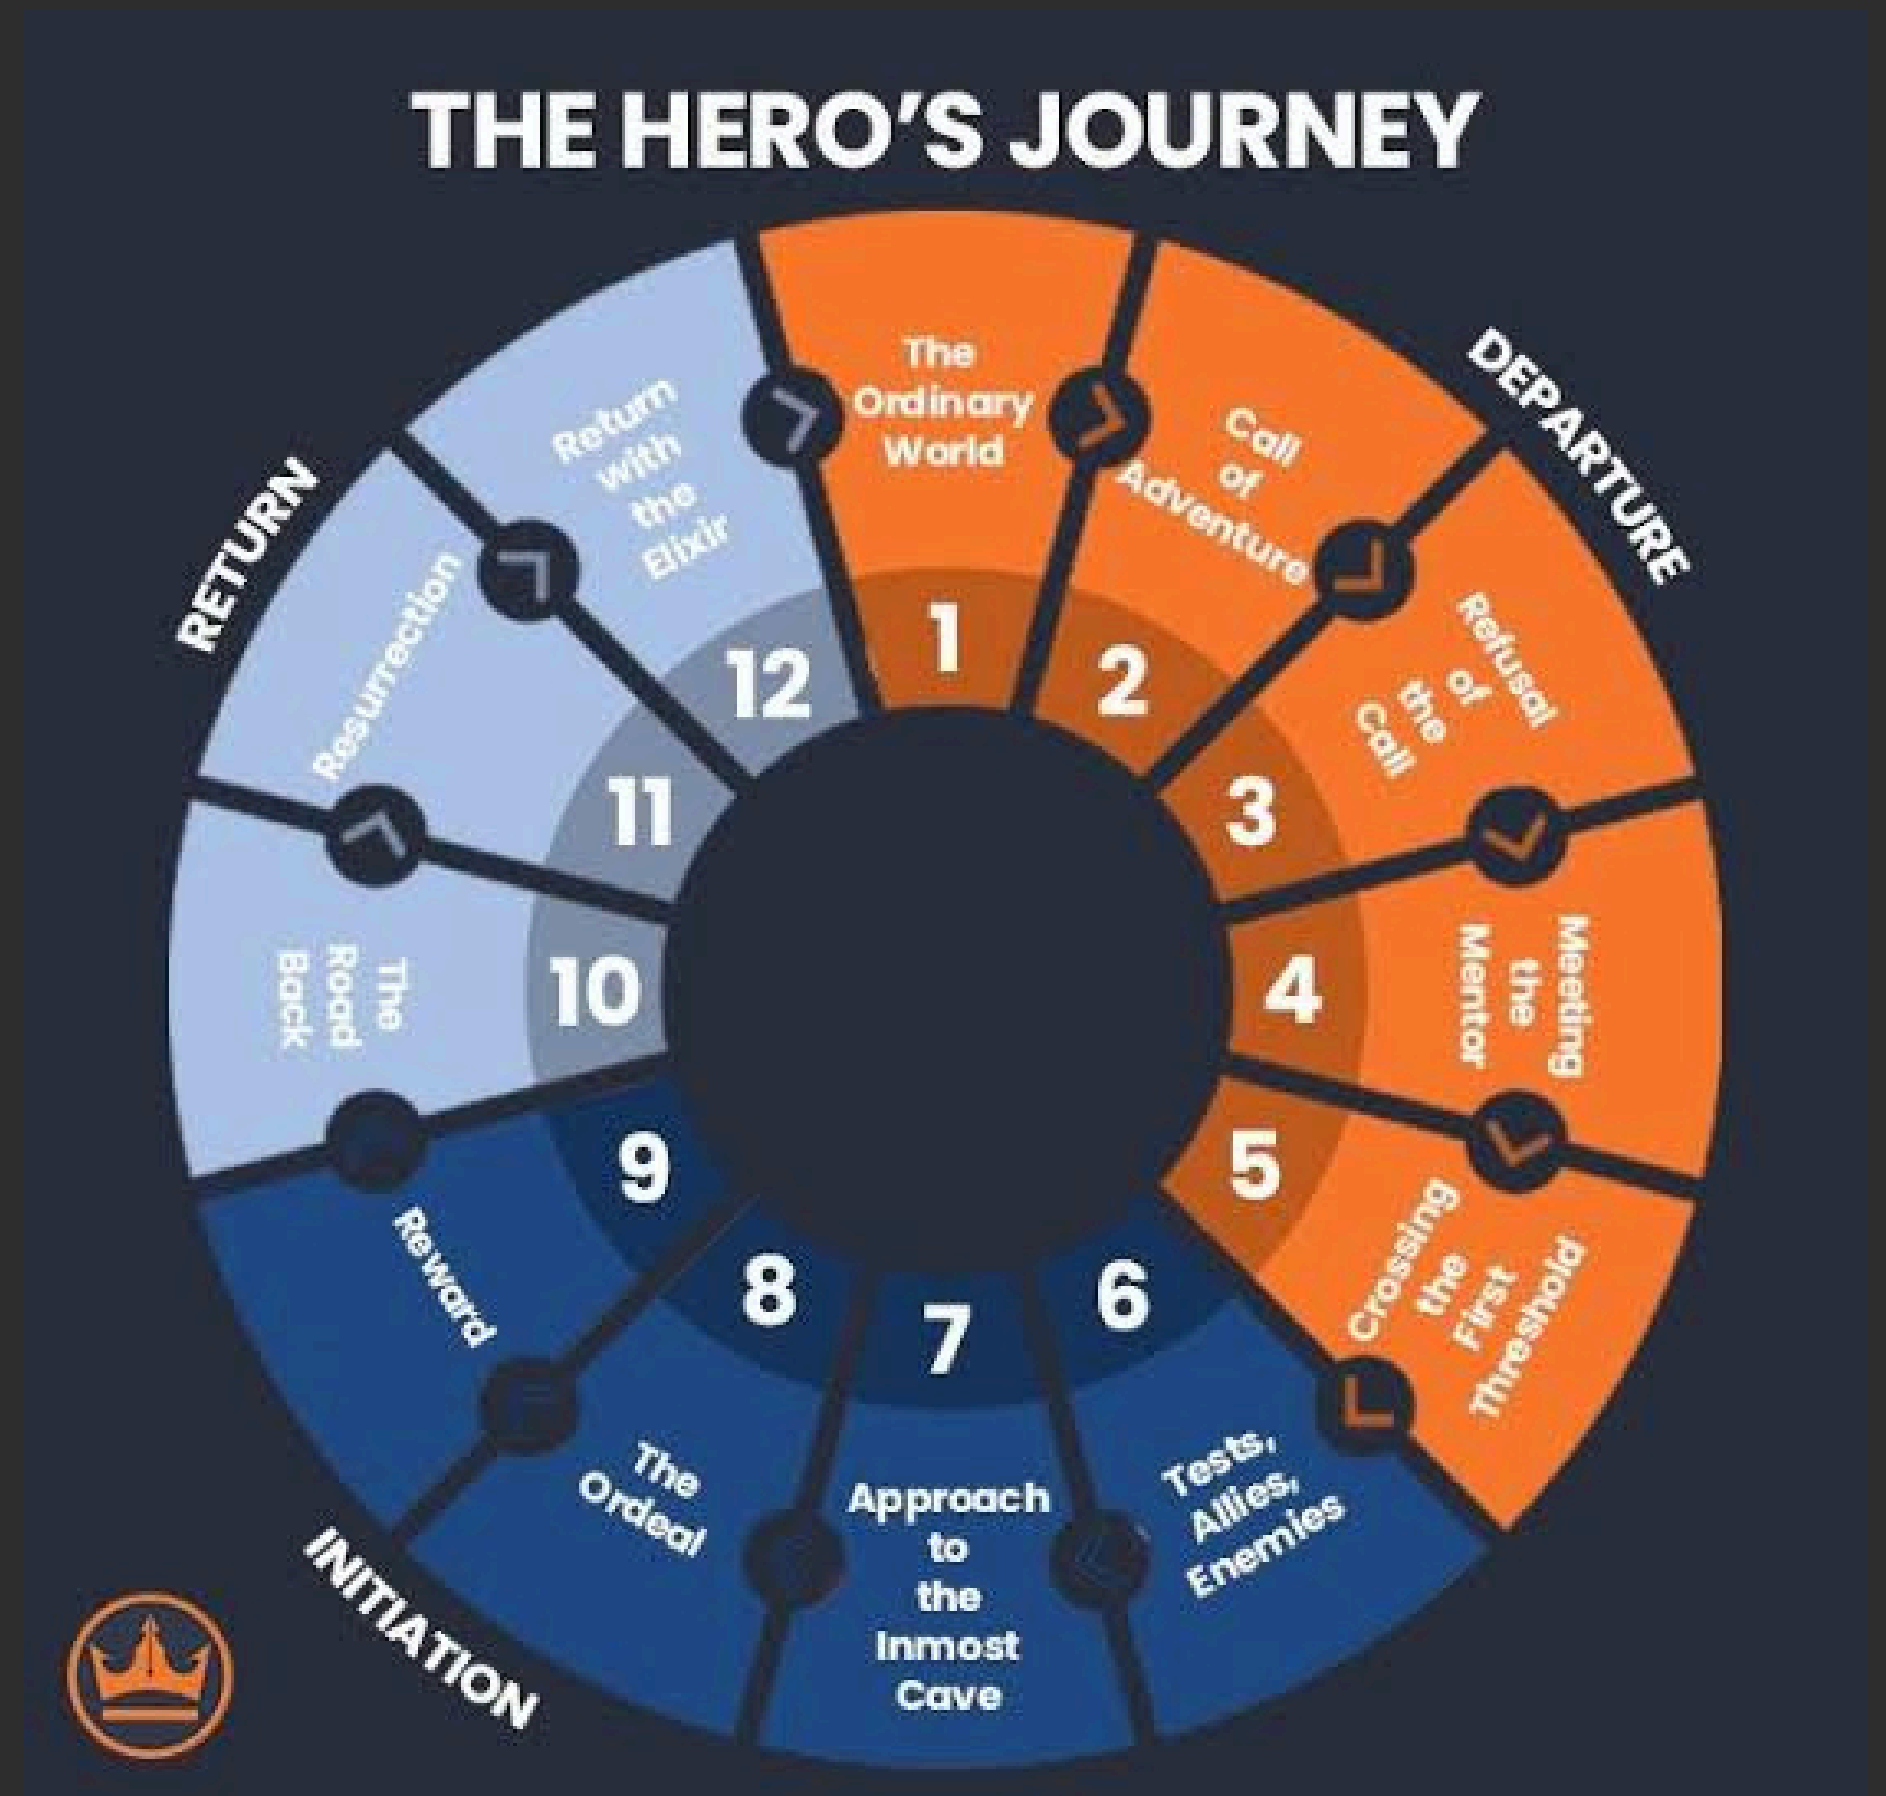 THE HERO'S JOURNEY
DEPARTURE
The
Ordinary
World
1
Call
of
Adventure
2
Refusal
of
the
Call
3
Meeting
the
Mentor
4
Crossing
the
First
Threshold
5
INITIATION
Tests,
Allies,
Enemies
6
Approach
to
the
Inmost
Cave
7
The
Ordeal
8
Reward
9
RETURN
The
Road
Back
10
Resurrection
11
Return
with
the
Elixir
12